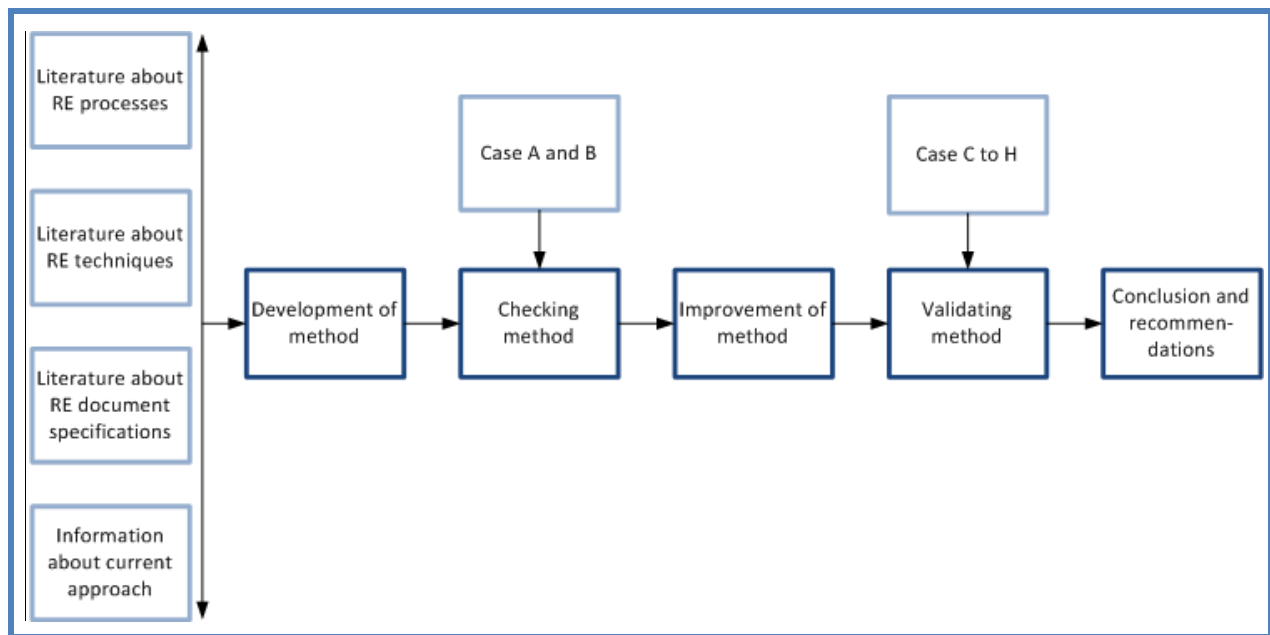 Literature about
RE processes
Literature about
RE techniques
Literature about
RE document
specifications
Information
about current
approach
Development of
method
Case A and B
Checking
method
Improvement of
method
Case C to H
Validating
method
Conclusion and
recommen-
dations